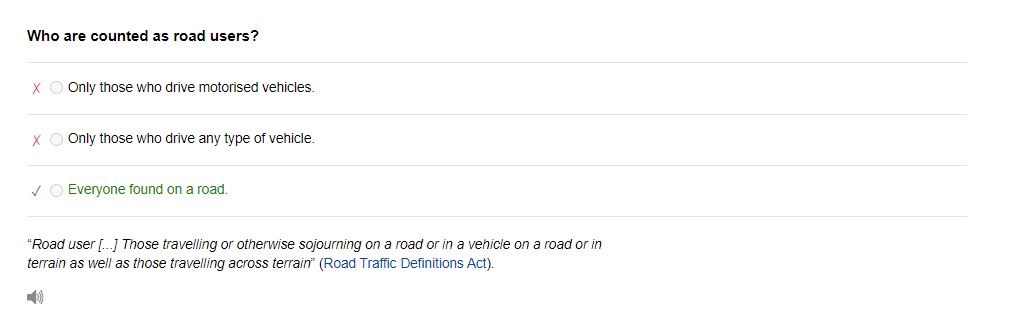 Who are counted as road users?
X Only those who drive motorised vehicles.
X Only those who drive any type of vehicle.
✓ Everyone found on a road.
“Road user [...] Those travelling or otherwise sojourning on a road or in a vehicle on a road or in
terrain as well as those travelling across terrain” (Road Traffic Definitions Act).